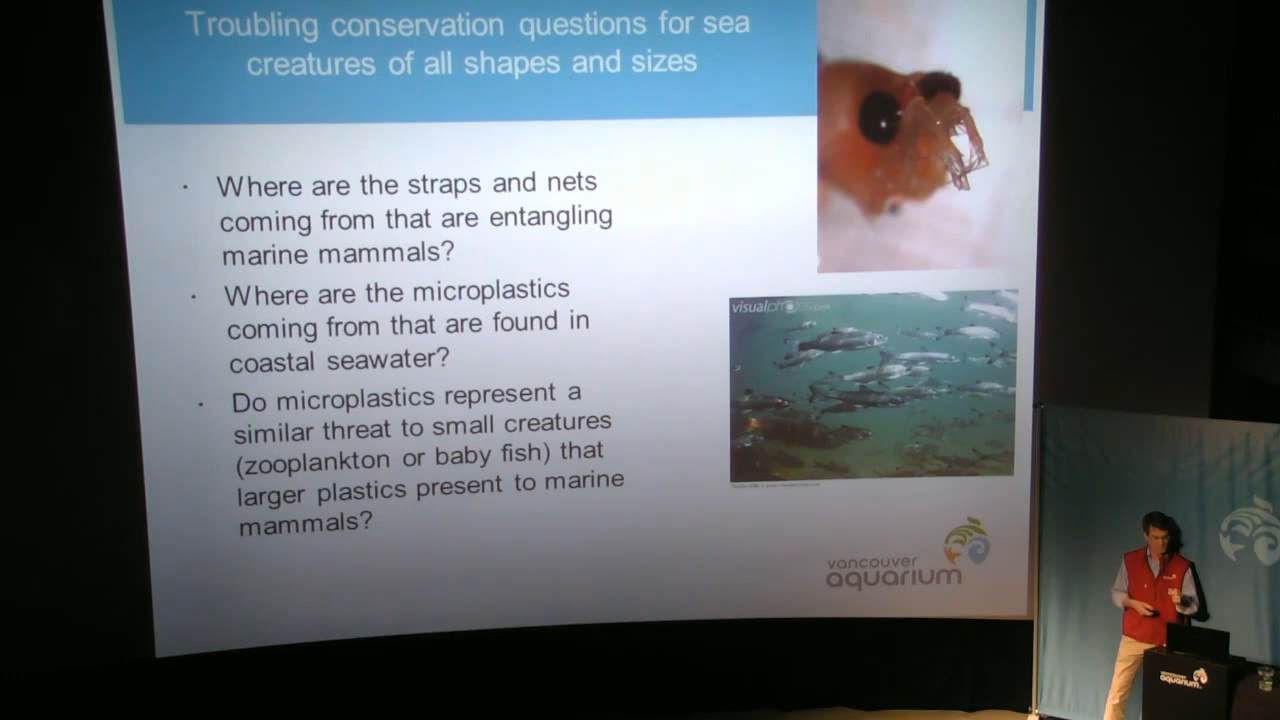 Troubling conservation questions for sea
creatures of all shapes and sizes
· Where are the straps and nets
coming from that are entangling
marine mammals?
· Where are the microplastics
coming from that are found in
coastal seawater?
· Do microplastics represent a
similar threat to small creatures
(zooplankton or baby fish) that
larger plastics present to marine
mammals?
vancouver
aquarium
vancouver
aquarium